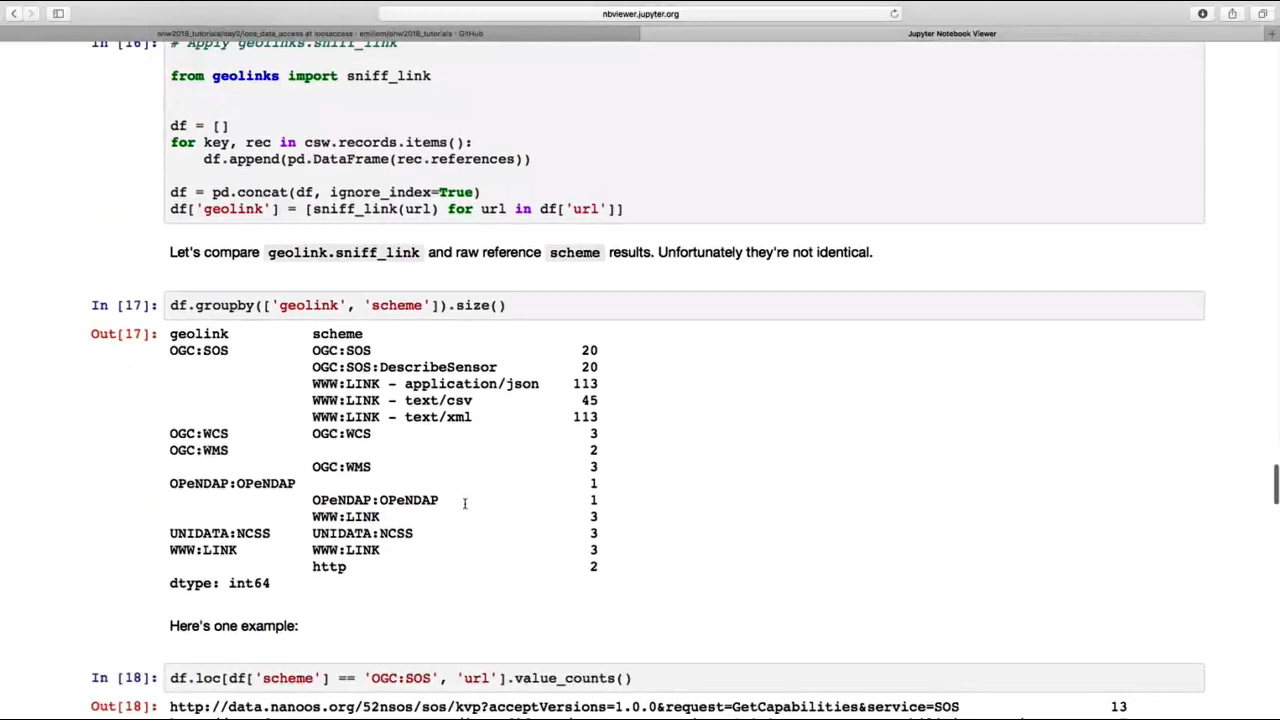 nbviewer.jupyter.org
onw2018_tutorials/day2/ioos_data_access at ioosaccess · emiliom/onw2018_tutorials · GitHub
Jupyter Notebook Viewer
In [16]: # Apply geolinks.sniff_link
from geolinks import sniff_link
df = []
for key, rec in csw.records.items():
    df.append(pd.DataFrame(rec.references))
df = pd.concat(df, ignore_index=True)
df['geolink'] = [sniff_link(url) for url in df['url']]
Let's compare geolink.sniff_link and raw reference scheme results. Unfortunately they're not identical.
In [17]: df.groupby(['geolink', 'scheme']).size()
Out[17]: geolink scheme
OGC:SOS OGC:SOS 20
OGC:SOS:DescribeSensor 20
WWW:LINK - application/json 113
WWW:LINK - text/csv 45
WWW:LINK - text/xml 113
OGC:WCS OGC:WCS 3
OGC:WMS 2
OGC:WMS 3
OPeNDAP:OPeNDAP 1
OPeNDAP:OPeNDAP 1
WWW:LINK 3
UNIDATA:NCSS UNIDATA:NCSS 3
WWW:LINK WWW:LINK 3
http 2
dtype: int64
Here's one example:
In [18]: df.loc[df['scheme'] == 'OGC:SOS', 'url'].value_counts()
Out[18]: http://data.nanoos.org/52nsos/sos/kvp?acceptVersions=1.0.0&request=GetCapabilities&service=SOS 13